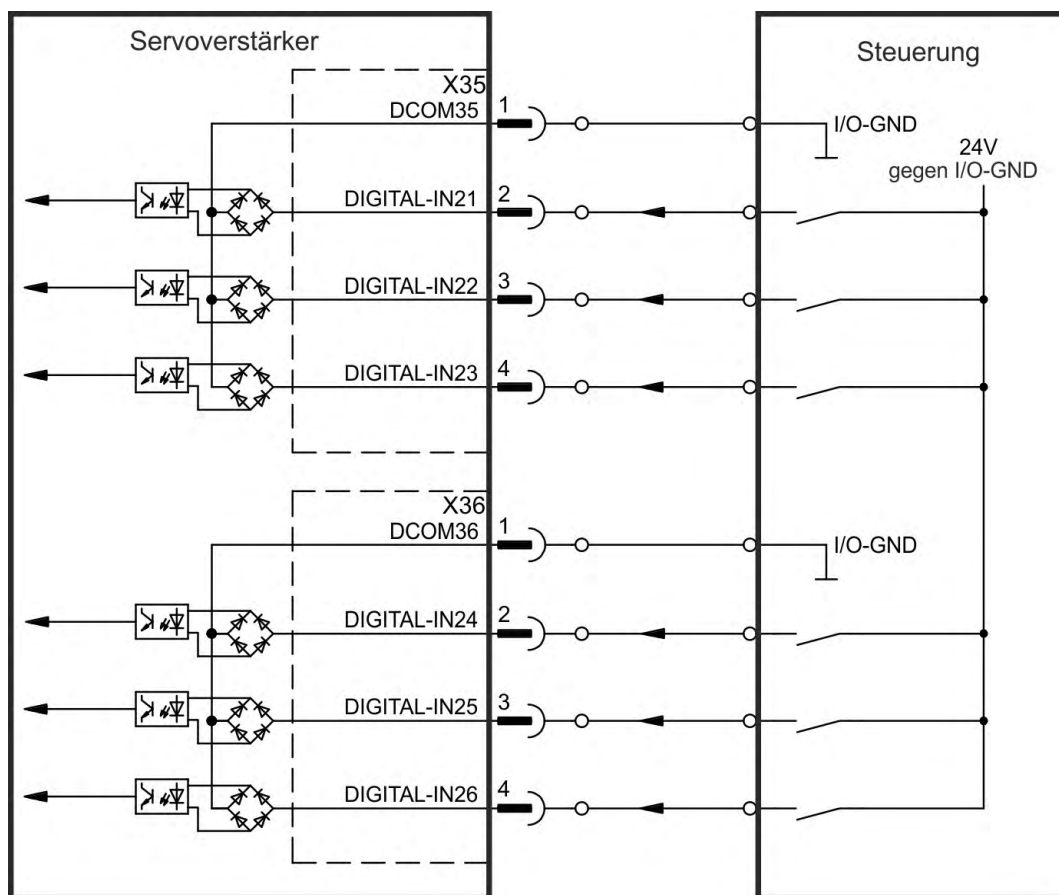 Servoverstärker
Steuerung
X35
DCOM35
1
I/O-GND
24V
gegen I/O-GND
DIGITAL-IN21
2
DIGITAL-IN22
3
DIGITAL-IN23
4
X36
DCOM36
1
I/O-GND
DIGITAL-IN24
2
DIGITAL-IN25
3
DIGITAL-IN26
4